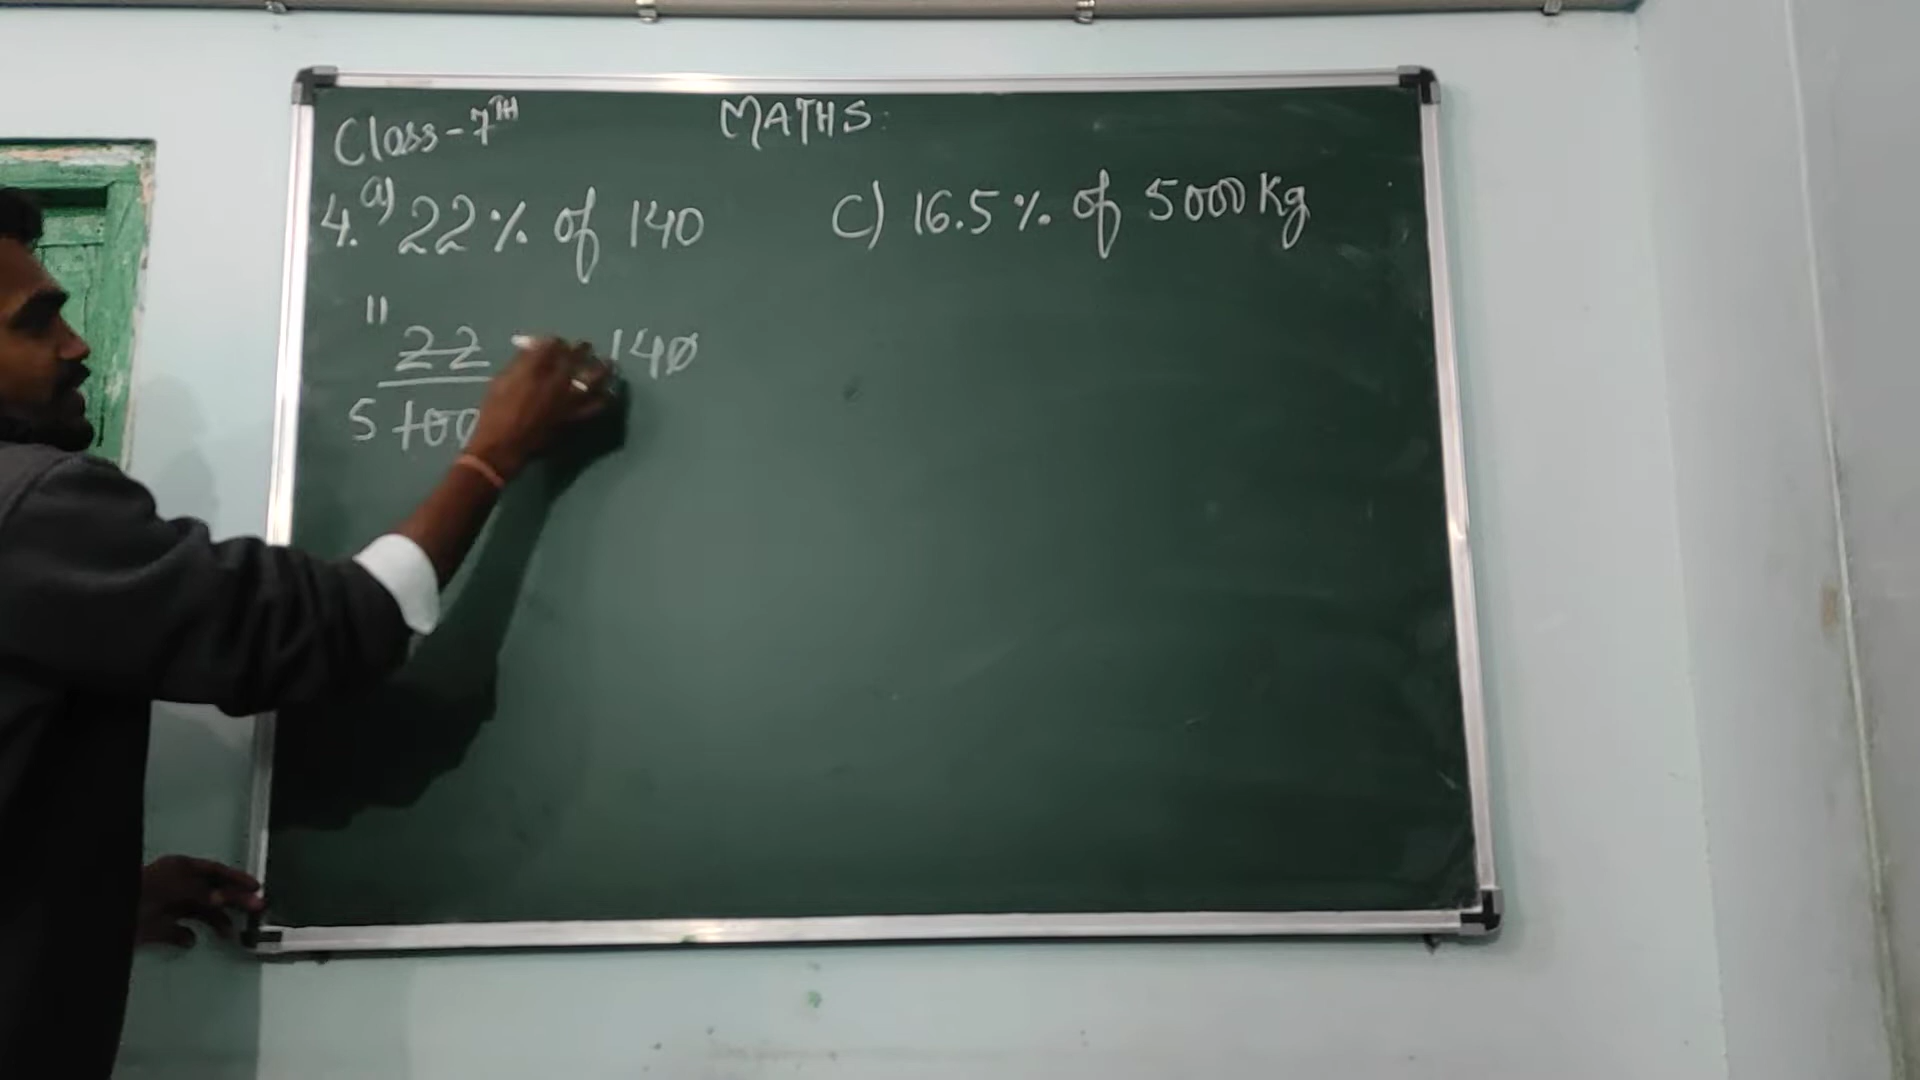 Class-7TH
MATHS:
4. a) 22% of 140
C) 16.5% of 5000 Kg
11
22 140
5 100